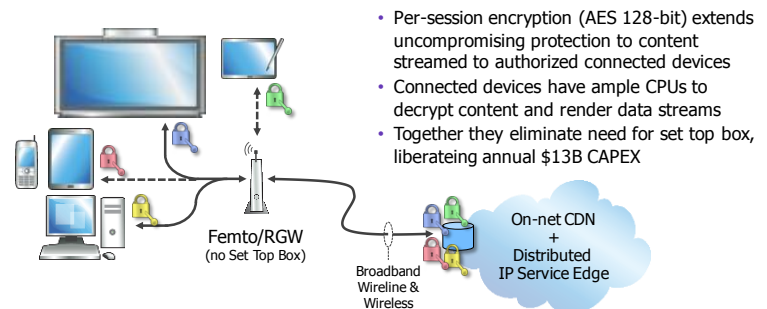 • Per-session encryption (AES 128-bit) extends
uncompromising protection to content
streamed to authorized connected devices
• Connected devices have ample CPUs to
decrypt content and render data streams
• Together they eliminate need for set top box,
liberateing annual $13B CAPEX
Femto/RGW
(no Set Top Box)
Broadband
Wireline &
Wireless
On-net CDN
+
Distributed
IP Service Edge